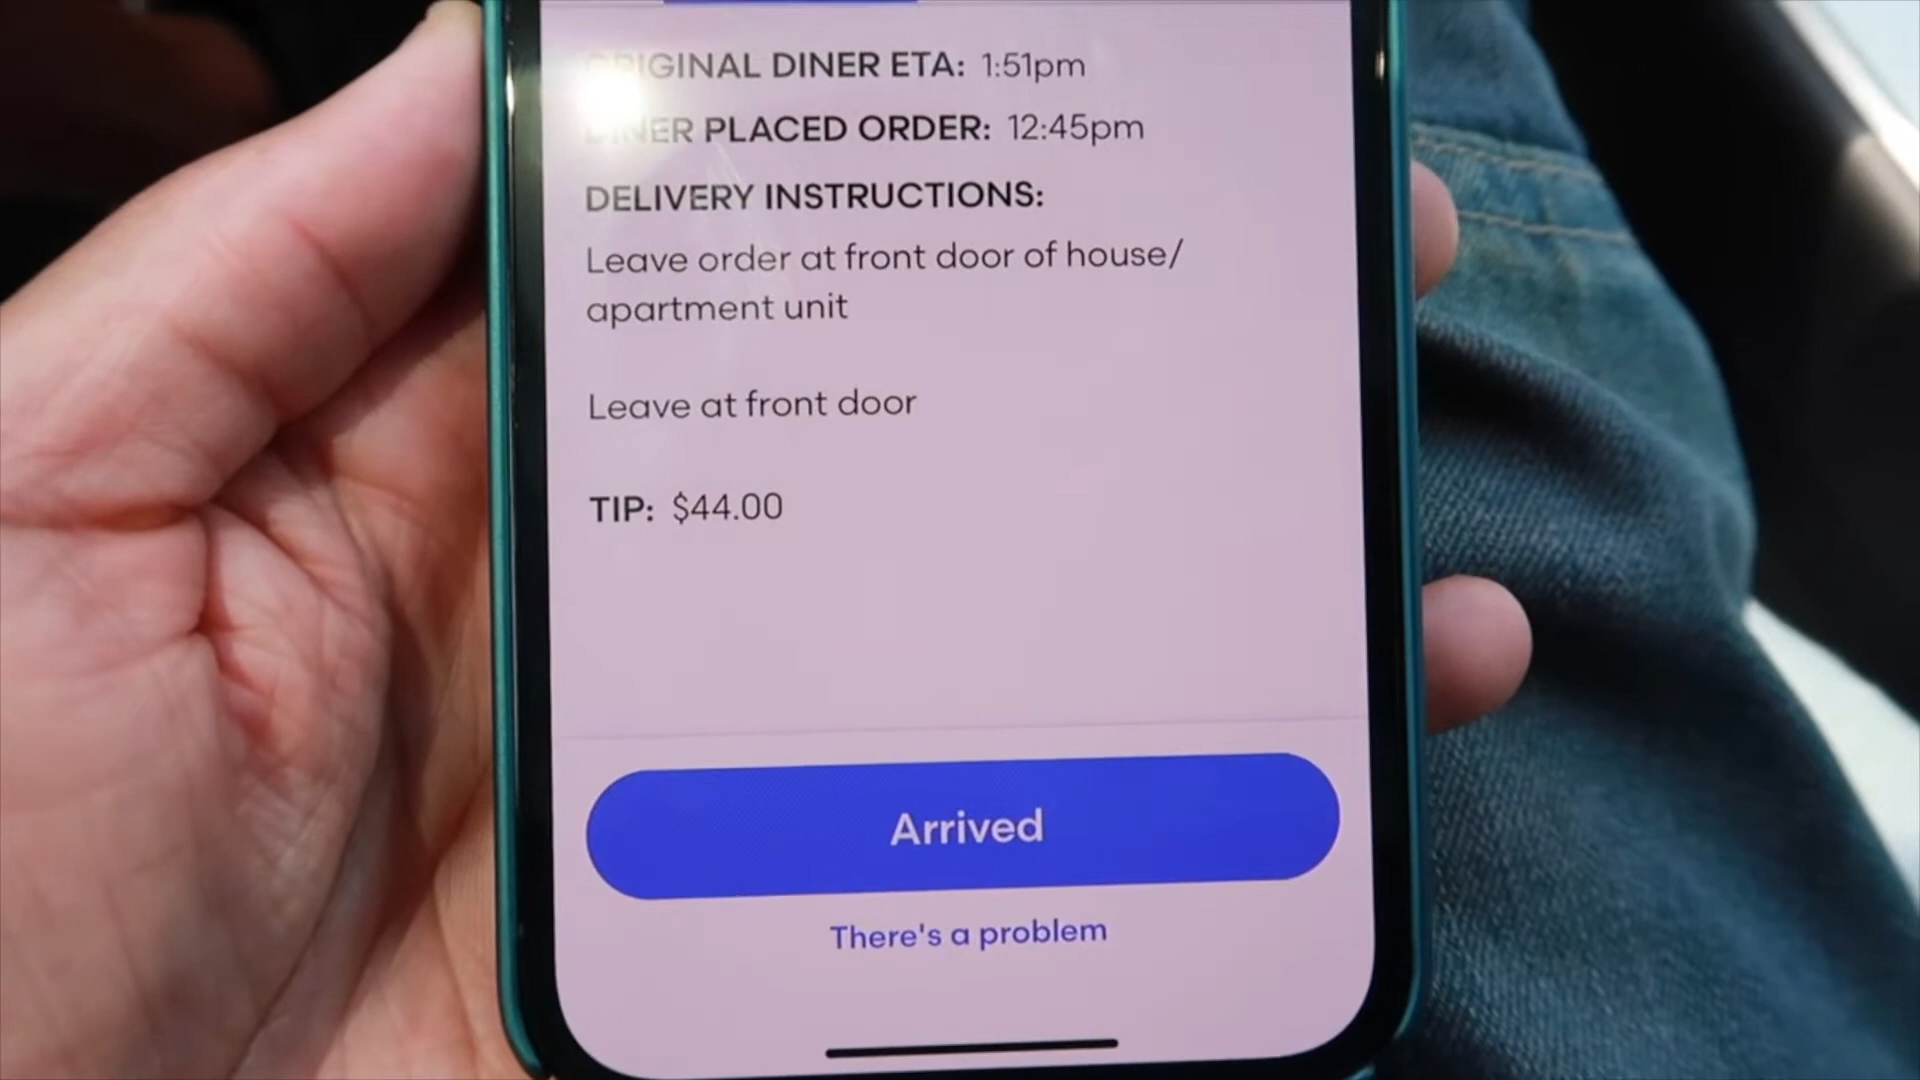 ORIGINAL DINER ETA: 1:51pm
DINER PLACED ORDER: 12:45pm
DELIVERY INSTRUCTIONS:
Leave order at front door of house/
apartment unit
Leave at front door
TIP: $44.00
Arrived
There's a problem